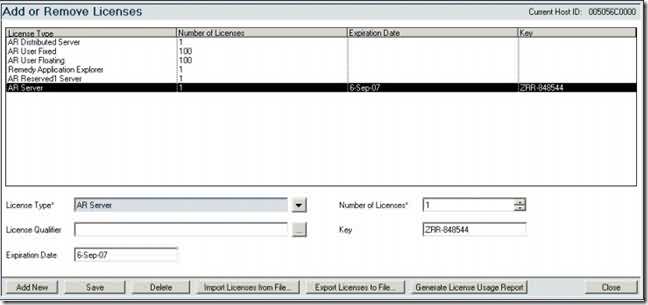 Add or Remove Licenses Current Host ID: 005056C0000
License Type Number of Licenses Expiration Date Key
AR Distributed Server 1
AR User Fixed 100
AR User Floating 100
Remedy Application Explorer 1
AR Reserved1 Server 1
AR Server 1 6-Sep-07 ZRR-848544
License Type* AR Server Number of Licenses* 1
License Qualifier ... Key ZRR-848544
Expiration Date 6-Sep-07
Add New Save Delete Import Licenses from File... Export Licenses to File... Generate License Usage Report Close